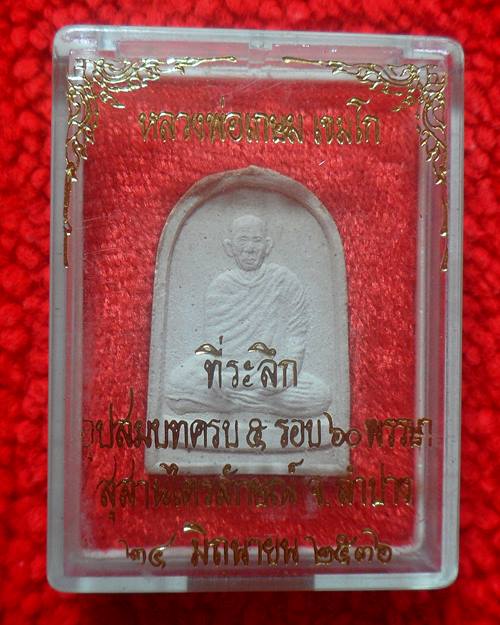 หลวงพ่อเกษม เขมโก
ที่ระลึก
อุปสมบทครบ ๕ รอบ ๖๐ พรรษา
สุสานไตรลักษณ์ จ.ลำปาง
๒๔ มิถุนายน ๒๕๓๖